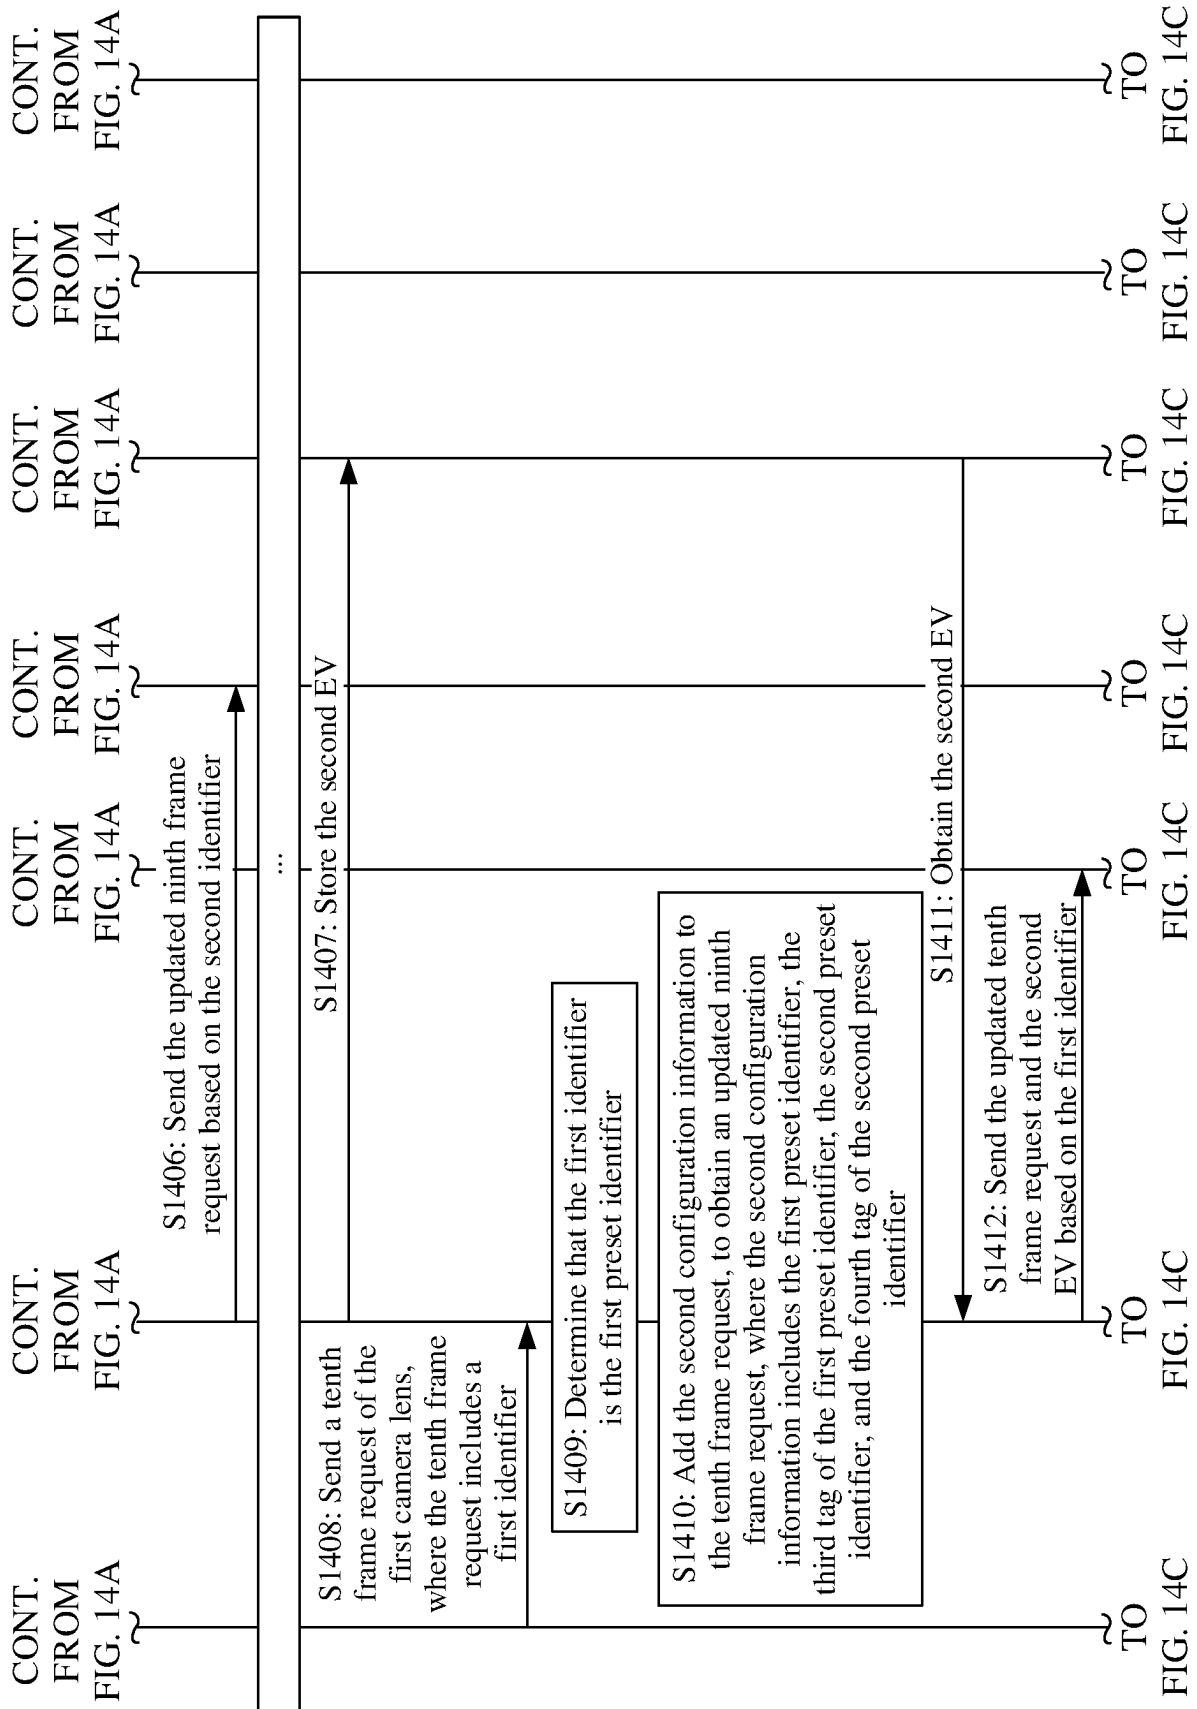 CONT.
FROM
FIG. 14A
CONT.
FROM
FIG. 14A
CONT.
FROM
FIG. 14A
CONT.
FROM
FIG. 14A
CONT.
FROM
FIG. 14A
CONT.
FROM
FIG. 14A
CONT.
FROM
FIG. 14A
S1406: Send the updated ninth frame
request based on the second identifier
...
S1407: Store the second EV
S1408: Send a tenth
frame request of the
first camera lens,
where the tenth frame
request includes a
first identifier
S1409: Determine that the first identifier
is the first preset identifier
S1410: Add the second configuration information to
the tenth frame request, to obtain an updated ninth
frame request, where the second configuration
information includes the first preset identifier, the
third tag of the first preset identifier, the second preset
identifier, and the fourth tag of the second preset
identifier
S1411: Obtain the second EV
S1412: Send the updated tenth
frame request and the second
EV based on the first identifier
TO
FIG. 14C
TO
FIG. 14C
TO
FIG. 14C
TO
FIG. 14C
TO
FIG. 14C
TO
FIG. 14C
TO
FIG. 14C